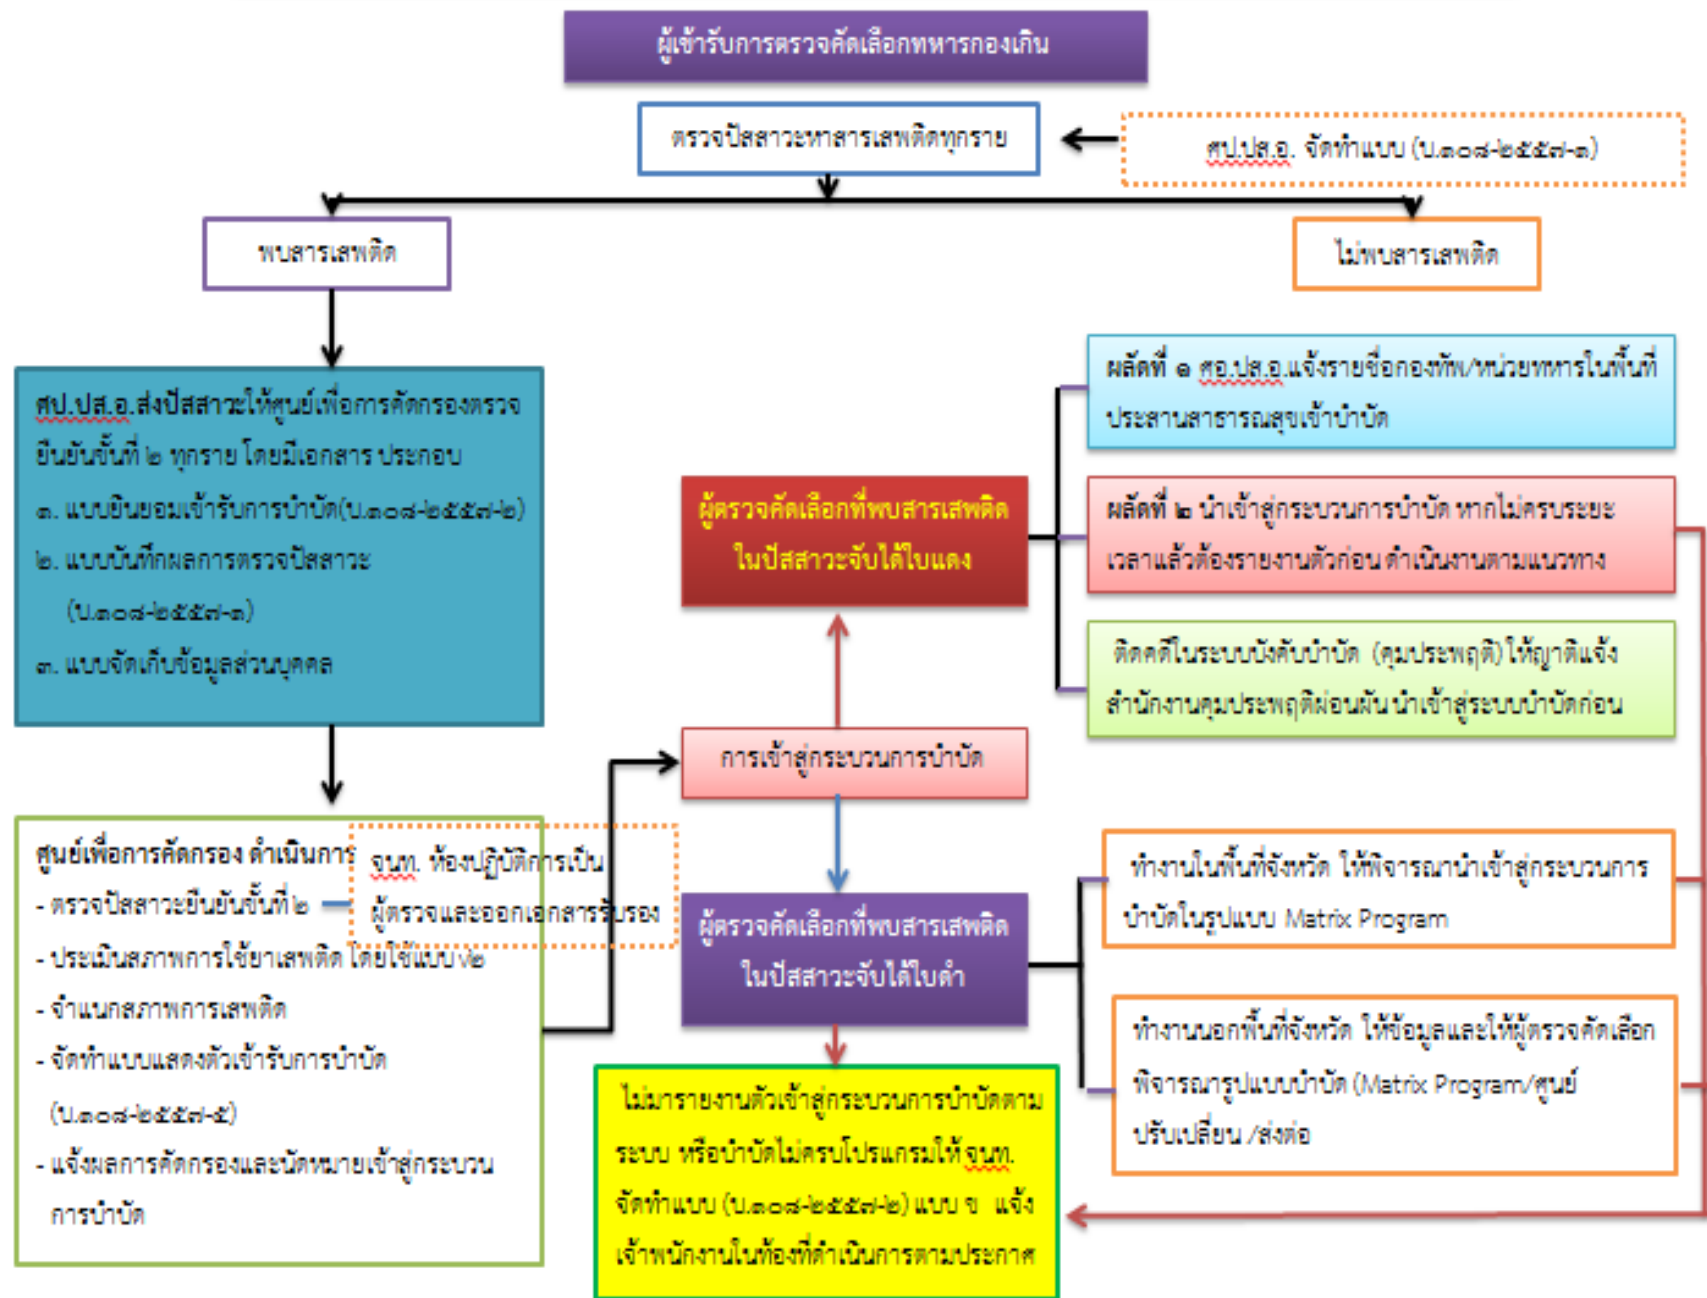 ผู้เข้ารับการตรวจคัดเลือกทหารกองเกิน
ตรวจปัสสาวะหาสารเสพติดทุกราย
ศป.ปส.อ. จัดทำแบบ (บ.๑๐๘-๒๕๕๗-๑)
พบสารเสพติด
ไม่พบสารเสพติด
ศป.ปส.อ.ส่งปัสสาวะให้ศูนย์เพื่อการคัดกรองตรวจ
ยืนยันขั้นที่ ๒ ทุกราย โดยมีเอกสาร ประกอบ
๑. แบบยินยอมเข้ารับการบำบัด(บ.๑๐๘-๒๕๕๗-๒)
๒. แบบบันทึกผลการตรวจปัสสาวะ
(บ.๑๐๘-๒๕๕๗-๑)
๓. แบบจัดเก็บข้อมูลส่วนบุคคล
ศูนย์เพื่อการคัดกรอง ดำเนินการ
- ตรวจปัสสาวะยืนยันขั้นที่ ๒
- ประเมินสภาพการใช้ยาเสพติด โดยใช้แบบ V๒
- จำแนกสภาพการเสพติด
- จัดทำแบบแสดงตัวเข้ารับการบำบัด
(บ.๑๐๘-๒๕๕๗-๕)
- แจ้งผลการคัดกรองและนัดหมายเข้าสู่กระบวน
การบำบัด
จนท. ห้องปฏิบัติการเป็น
ผู้ตรวจและออกเอกสารรับรอง
ผู้ตรวจคัดเลือกที่พบสารเสพติด
ในปัสสาวะจับได้ใบแดง
การเข้าสู่กระบวนการบำบัด
ผู้ตรวจคัดเลือกที่พบสารเสพติด
ในปัสสาวะจับได้ใบดำ
ไม่มารายงานตัวเข้าสู่กระบวนการบำบัดตาม
ระบบ หรือบำบัดไม่ครบโปรแกรมให้ จนท.
จัดทำแบบ (บ.๑๐๘-๒๕๕๗-๒) แบบ ข แจ้ง
เจ้าพนักงานในท้องที่ดำเนินการตามประกาศ
ผลัดที่ ๑ ศอ.ปส.อ.แจ้งรายชื่อกองทัพ/หน่วยทหารในพื้นที่
ประสานสาธารณสุขเข้าบำบัด
ผลัดที่ ๒ นำเข้าสู่กระบวนการบำบัด หากไม่ครบระยะ
เวลาแล้วต้องรายงานตัวก่อน ดำเนินงานตามแนวทาง
ติดคดีในระบบบังคับบำบัด (คุมประพฤติ) ให้ญาติแจ้ง
สำนักงานคุมประพฤติผ่อนผัน นำเข้าสู่ระบบบำบัดก่อน
ทำงานในพื้นที่จังหวัด ให้พิจารณานำเข้าสู่กระบวนการ
บำบัดในรูปแบบ Matrix Program
ทำงานนอกพื้นที่จังหวัด ให้ข้อมูลและให้ผู้ตรวจคัดเลือก
พิจารณารูปแบบบำบัด (Matrix Program/ศูนย์
ปรับเปลี่ยน /ส่งต่อ